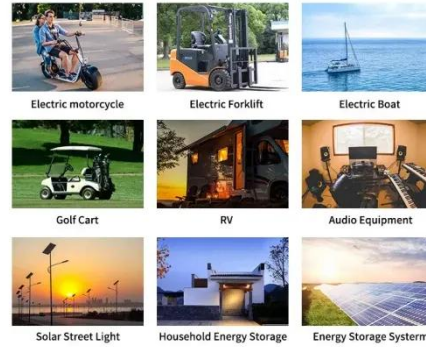 Electric motorcycle
Electric Forklift
Electric Boat
Golf Cart
RV
Audio Equipment
Solar Street Light
Household Energy Storage
Energy Storage Systerm